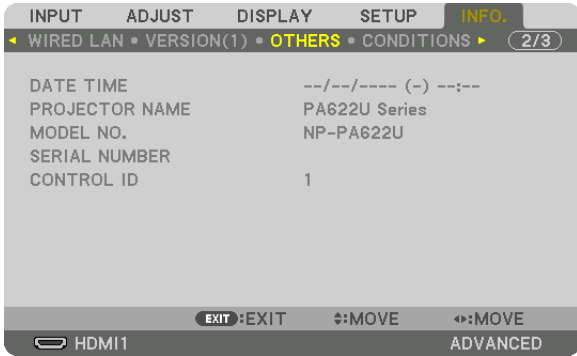 INPUT ADJUST DISPLAY SETUP INFO.
WIRED LAN • VERSION(1) • OTHERS • CONDITIONS 2/3
DATE TIME --/--/---- (-) --:--
PROJECTOR NAME PA622U Series
MODEL NO. NP-PA622U
SERIAL NUMBER
CONTROL ID 1
EXIT :EXIT :MOVE :MOVE
HDMI1 ADVANCED